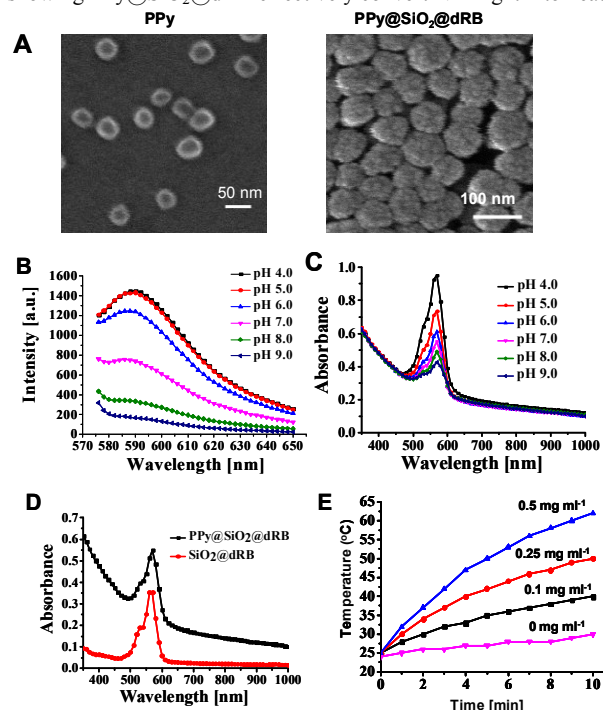 PPy PPy@SiO₂@dRB
A
50 nm 100 nm
B
1600
1400
1200
1000
800
600
400
200
0
570 580 590 600 610 620 630 640 650
Intensity [a.u.]
Wavelength [nm]
pH 4.0
pH 5.0
pH 6.0
pH 7.0
pH 8.0
pH 9.0
C
1.0
0.8
0.6
0.4
0.2
0.0
400 500 600 700 800 900 1000
Absorbance
Wavelength [nm]
pH 4.0
pH 5.0
pH 6.0
pH 7.0
pH 8.0
pH 9.0
D
0.7
0.6
0.5
0.4
0.3
0.2
0.1
0.0
400 500 600 700 800 900 1000
Absorbance
Wavelength [nm]
PPy@SiO₂@dRB
SiO₂@dRB
E
65
60
55
50
45
40
35
30
25
20
0 2 4 6 8 10
Temperature (°C)
Time [min]
0.5 mg ml⁻¹
0.25 mg ml⁻¹
0.1 mg ml⁻¹
0 mg ml⁻¹